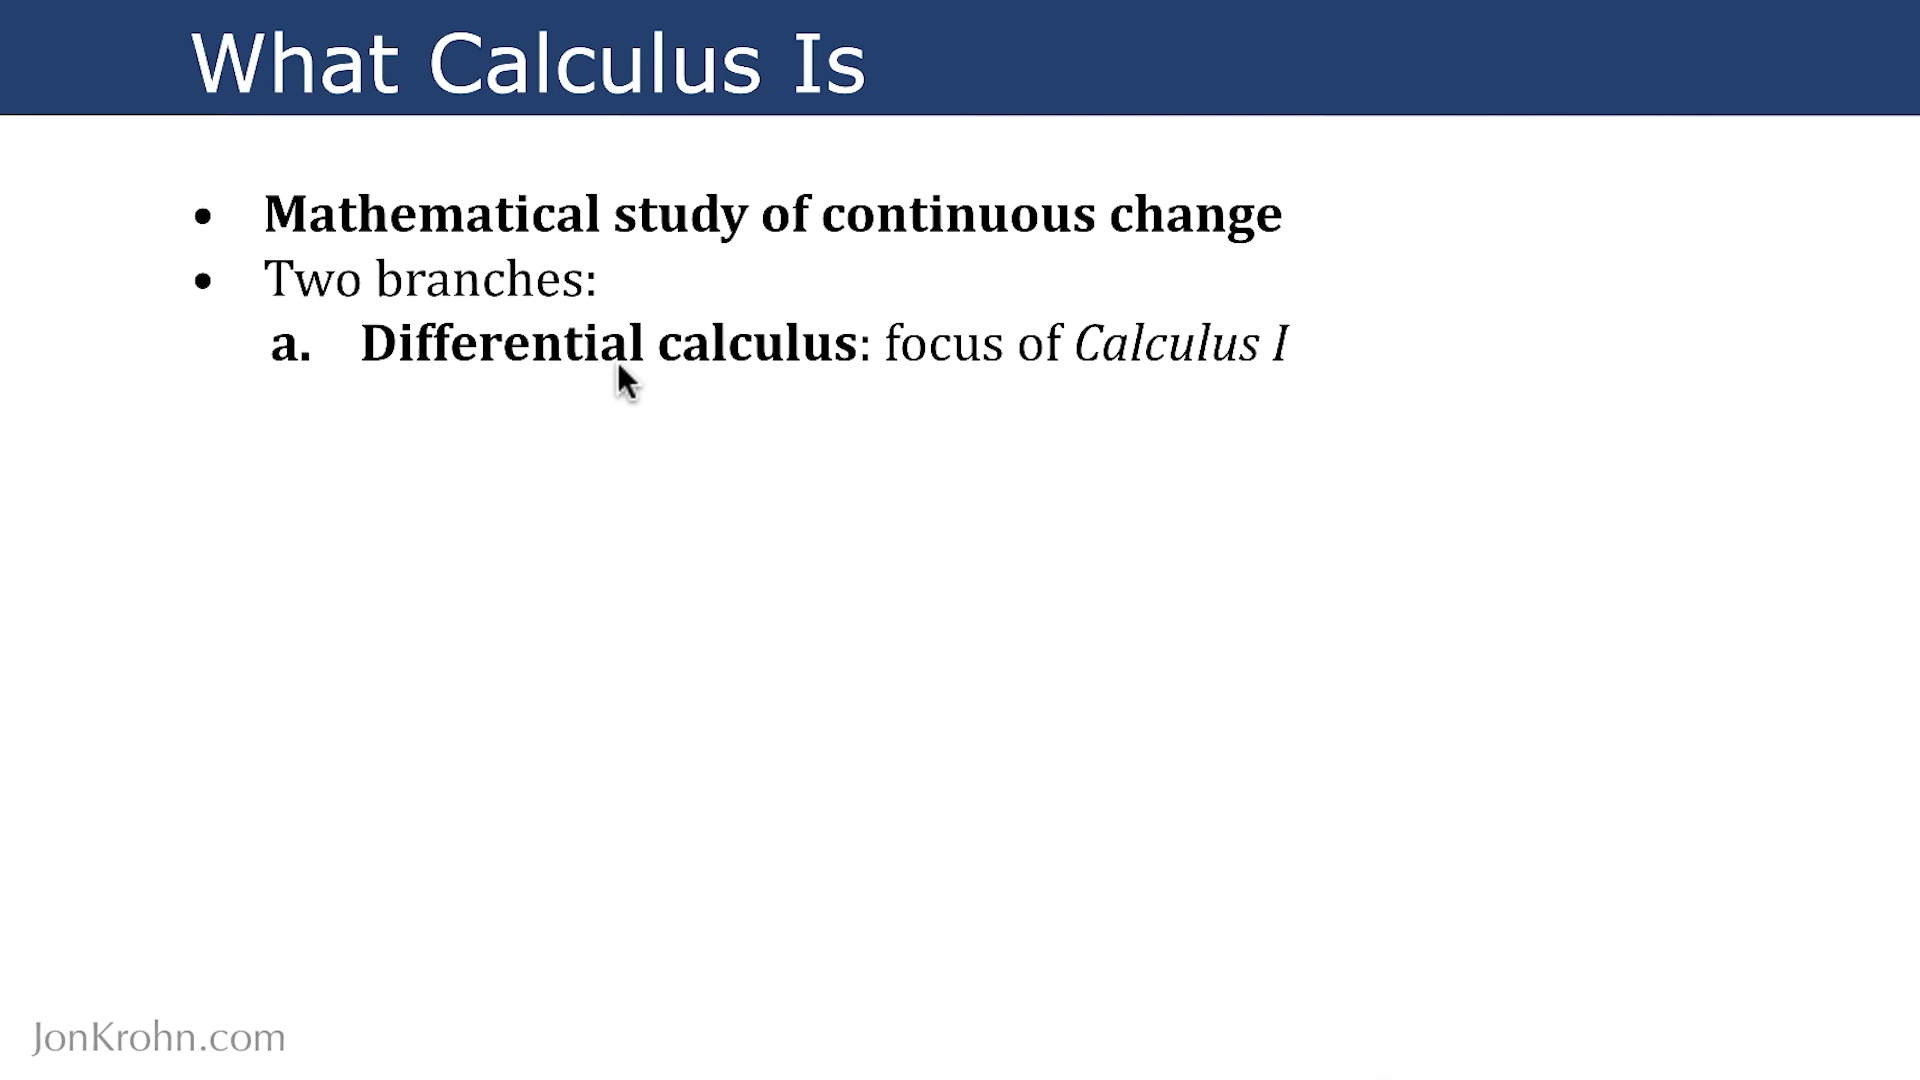 What Calculus Is
• Mathematical study of continuous change
• Two branches:
a. Differential calculus: focus of Calculus I
JonKrohn.com